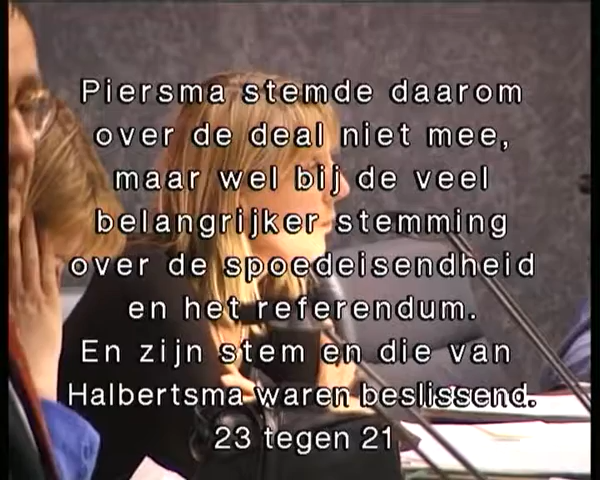 Piersma stemde daarom
over de deal niet mee,
maar wel bij de veel
belangrijker stemming
over de spoedeisendheid
en het referendum.
En zijn stem en die van
Halbertsma waren beslissend.
23 tegen 21